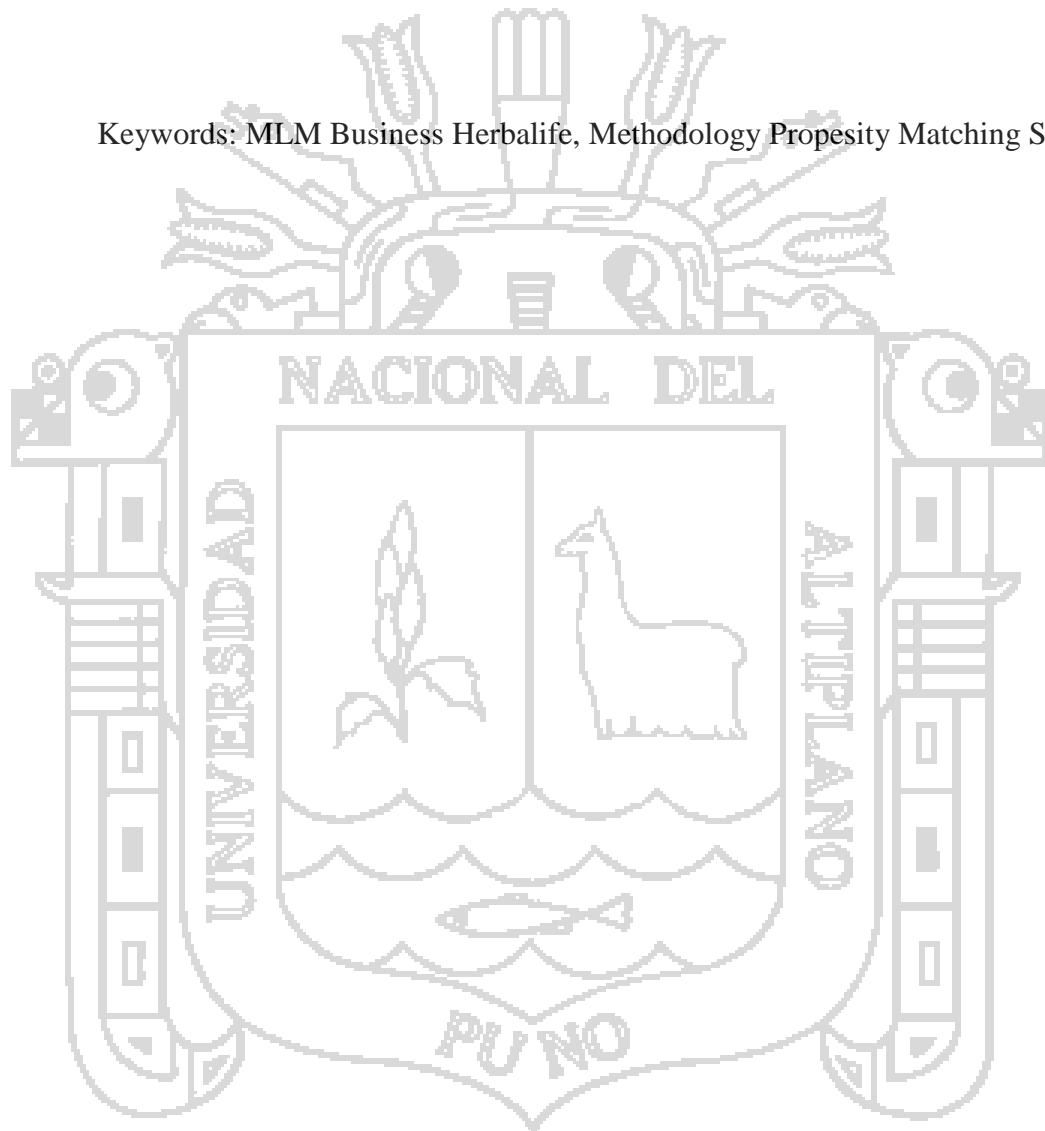 Keywords: MLM Business Herbalife, Methodology Propesity Matching S
NACIONAL DEL
UNIVERSIDAD
ALTIPLANO
PUNO